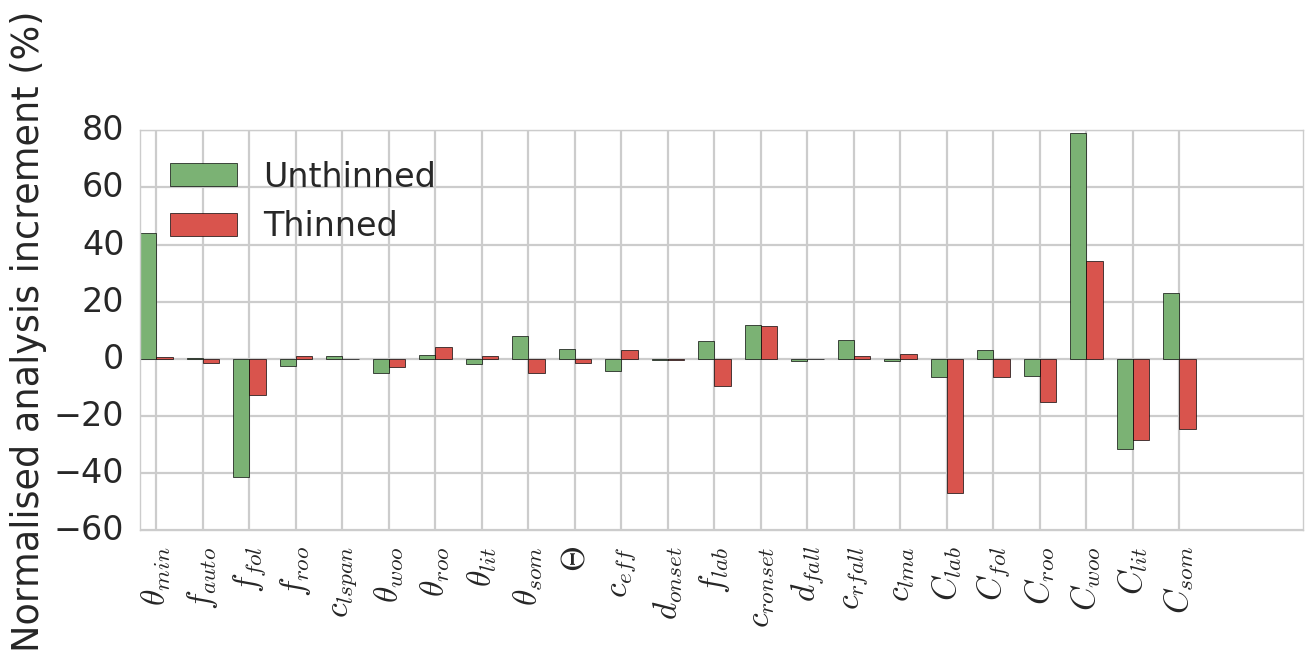 Normalised analysis increment (%)
80
60
40
20
0
−20
−40
−60
Unthinned
Thinned
θmin
fauto
ffol
froo
clspan
θwoo
θroo
θlit
θsom
Θ
ceff
donset
flab
cronset
dfall
crfall
clma
Clab
Cfol
Croo
Cwoo
Clit
Csom